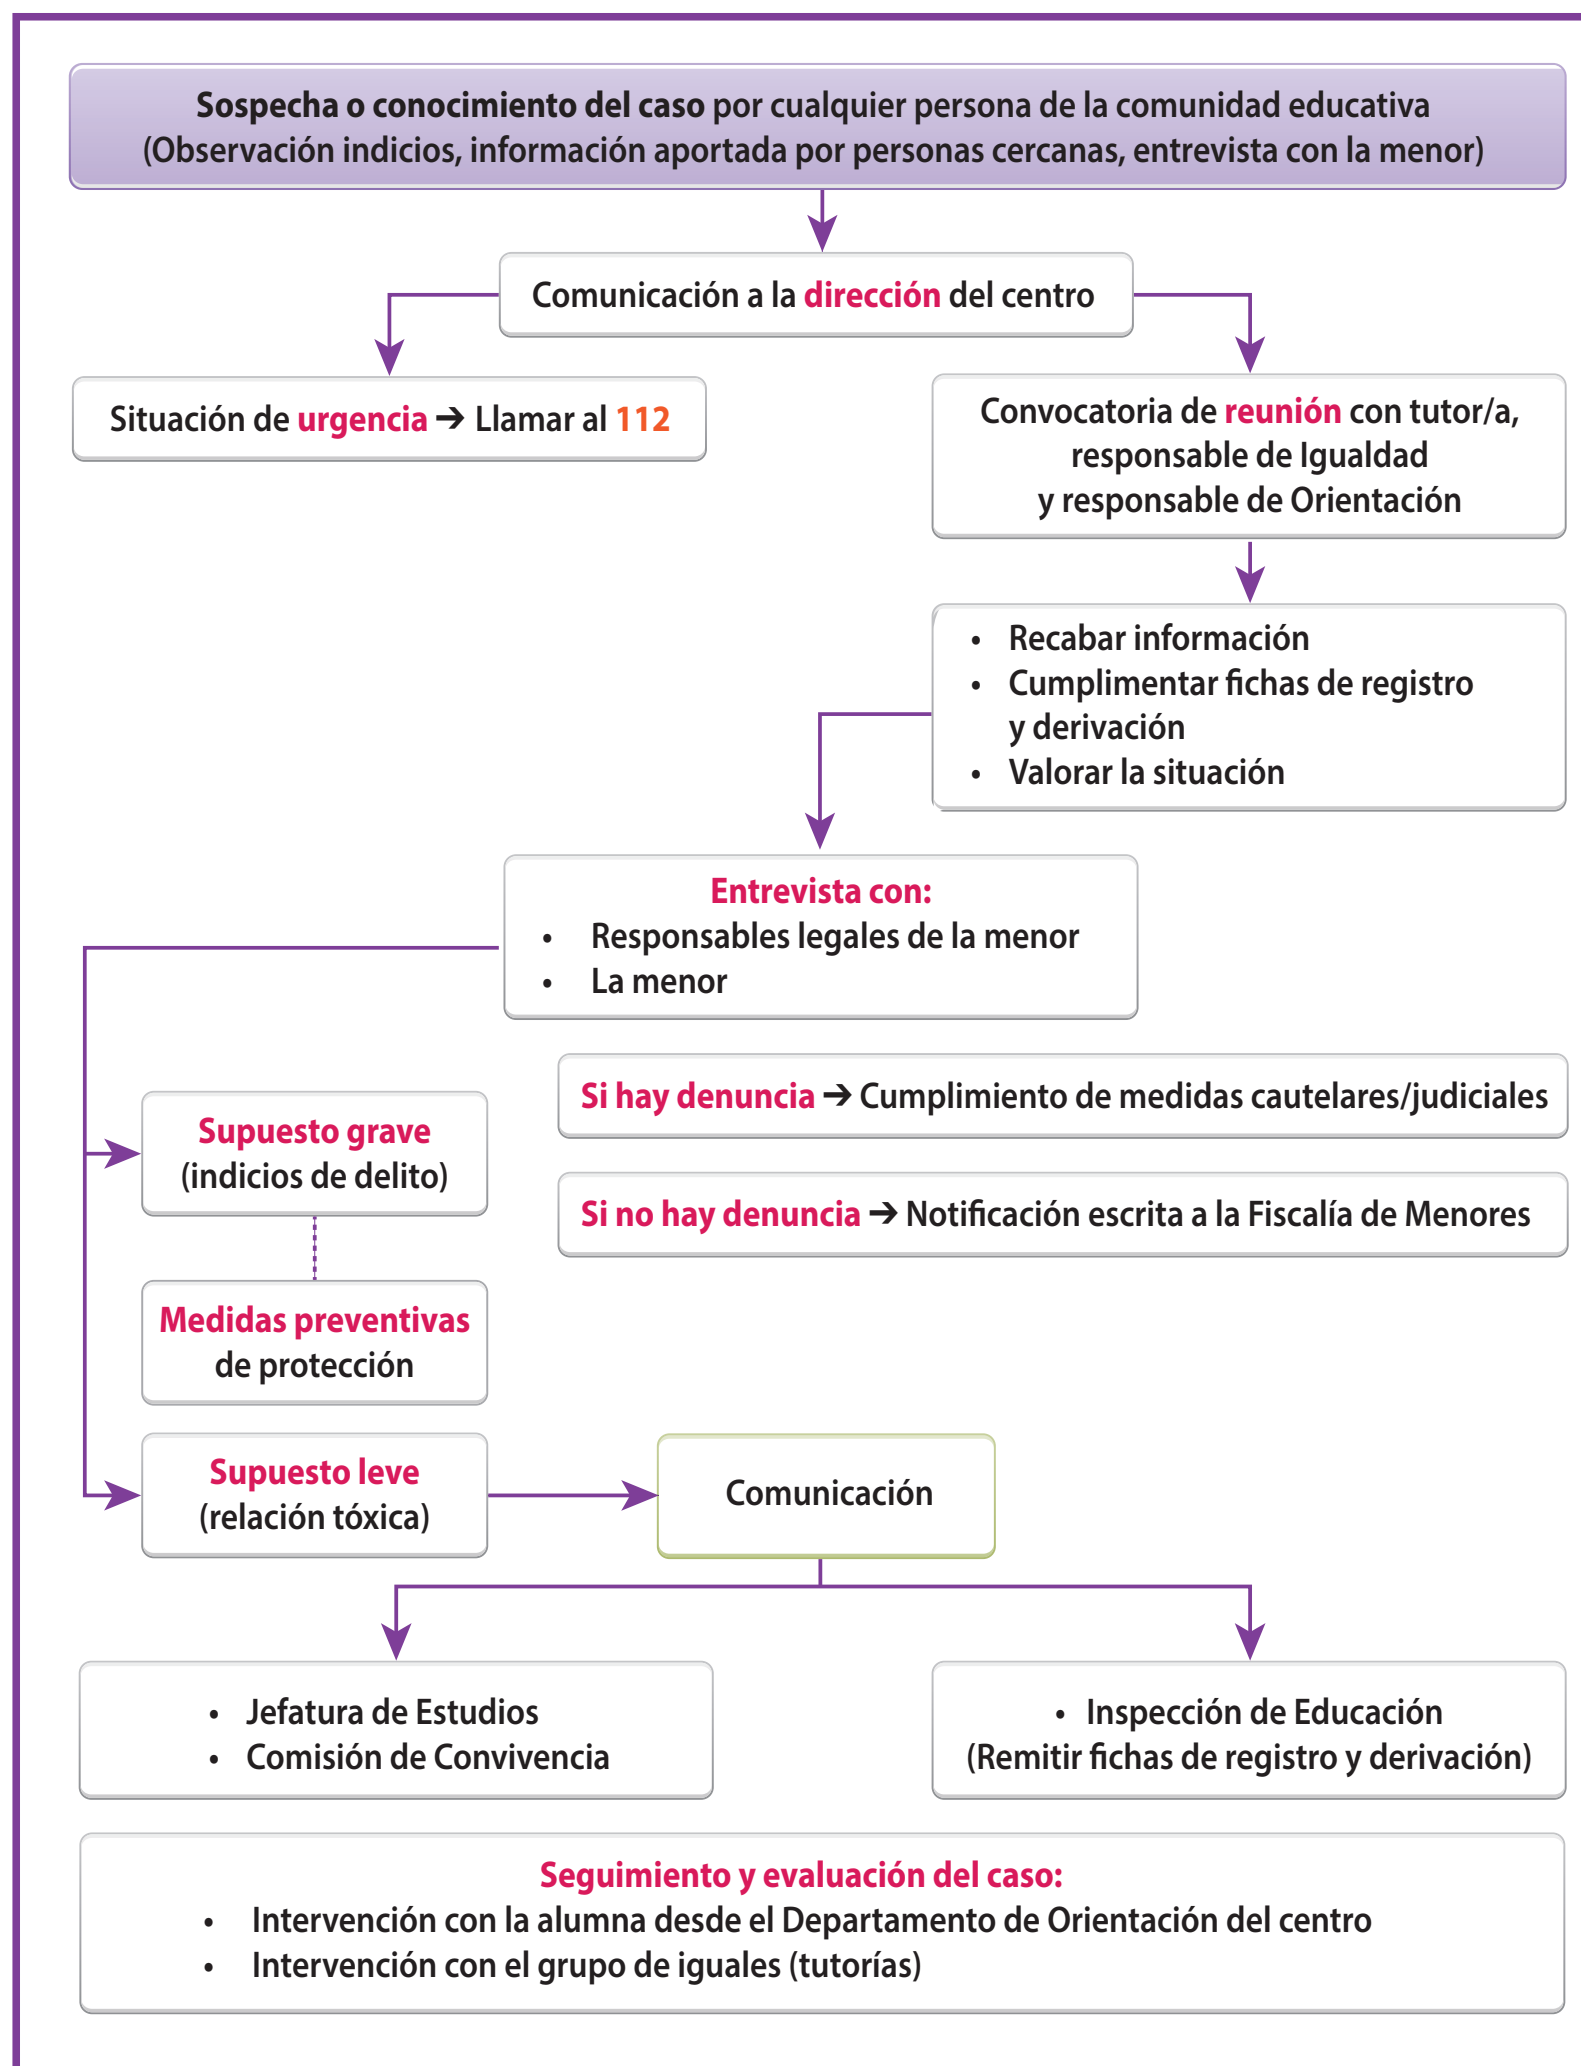 Sospecha o conocimiento del caso por cualquier persona de la comunidad educativa
(Observación indicios, información aportada por personas cercanas, entrevista con la menor)
Comunicación a la dirección del centro
Situación de urgencia ➔ Llamar al 112
Convocatoria de reunión con tutor/a,
responsable de Igualdad
y responsable de Orientación
• Recabar información
• Cumplimentar fichas de registro
y derivación
• Valorar la situación
Entrevista con:
• Responsables legales de la menor
• La menor
Si hay denuncia ➔ Cumplimiento de medidas cautelares/judiciales
Supuesto grave
(indicios de delito)
Si no hay denuncia ➔ Notificación escrita a la Fiscalía de Menores
Medidas preventivas
de protección
Supuesto leve
(relación tóxica)
Comunicación
• Jefatura de Estudios
• Comisión de Convivencia
• Inspección de Educación
(Remitir fichas de registro y derivación)
Seguimiento y evaluación del caso:
• Intervención con la alumna desde el Departamento de Orientación del centro
• Intervención con el grupo de iguales (tutorías)